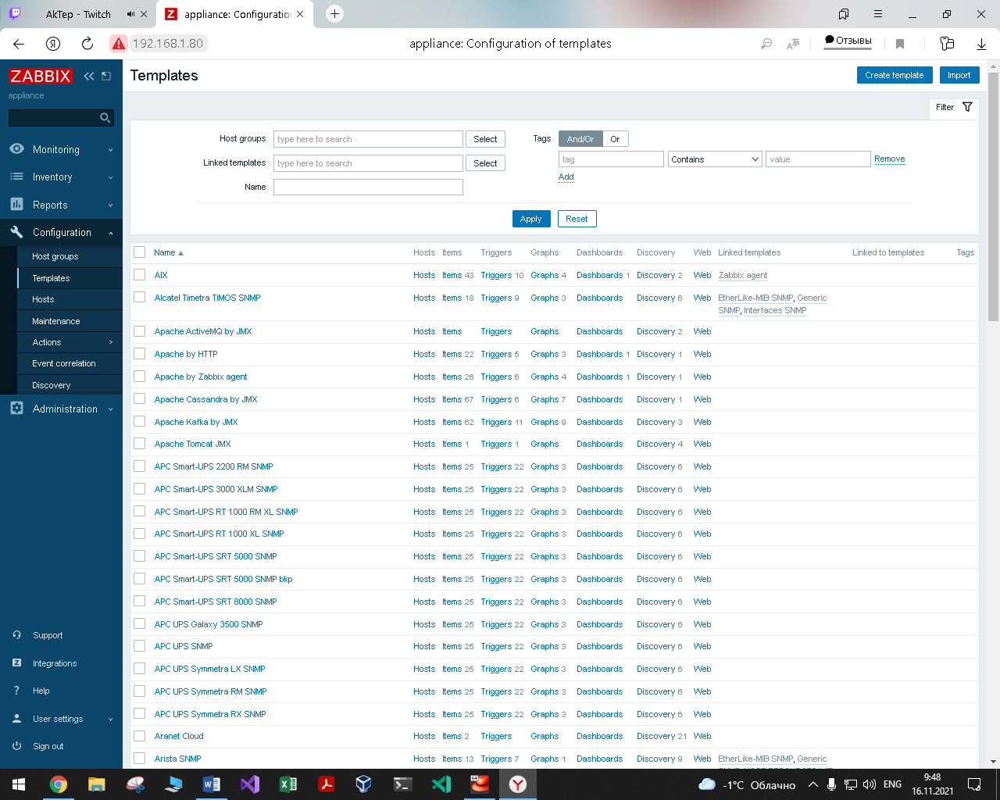 AkTep - Twitch
appliance: Configuration
192.168.1.80
appliance: Configuration of templates
Отзывы
ZABBIX
appliance
Monitoring
Inventory
Reports
Configuration
Host groups
Templates
Hosts
Maintenance
Actions
Event correlation
Discovery
Administration
Support
Integrations
Help
User settings
Sign out
Templates
Create template
Import
Filter
Host groups type here to search Select
Linked templates type here to search Select
Name
Tags And/Or Or
tag Contains value Remove
Add
Apply Reset
Name Hosts Items Triggers Graphs Dashboards Discovery Web Linked templates Linked to templates Tags
AIX Hosts Items 43 Triggers 10 Graphs 4 Dashboards 1 Discovery 2 Web Zabbix agent
Alcatel Timetra TiMOS SNMP Hosts Items 18 Triggers 9 Graphs 3 Dashboards Discovery 6 Web EtherLike-MIB SNMP, Generic
SNMP, Interfaces SNMP
Apache ActiveMQ by JMX Hosts Items Triggers Graphs Dashboards Discovery 2 Web
Apache by HTTP Hosts Items 22 Triggers 5 Graphs 3 Dashboards 1 Discovery 1 Web
Apache by Zabbix agent Hosts Items 26 Triggers 6 Graphs 4 Dashboards 1 Discovery 1 Web
Apache Cassandra by JMX Hosts Items 67 Triggers 6 Graphs 7 Dashboards Discovery 1 Web
Apache Kafka by JMX Hosts Items 62 Triggers 11 Graphs 9 Dashboards Discovery 3 Web
Apache Tomcat JMX Hosts Items 1 Triggers 1 Graphs Dashboards Discovery 4 Web
APC Smart-UPS 2200 RM SNMP Hosts Items 25 Triggers 22 Graphs 3 Dashboards Discovery 6 Web
APC Smart-UPS 3000 XLM SNMP Hosts Items 25 Triggers 22 Graphs 3 Dashboards Discovery 6 Web
APC Smart-UPS RT 1000 RM XL SNMP Hosts Items 25 Triggers 22 Graphs 3 Dashboards Discovery 6 Web
APC Smart-UPS RT 1000 XL SNMP Hosts Items 25 Triggers 22 Graphs 3 Dashboards Discovery 6 Web
APC Smart-UPS SRT 5000 SNMP Hosts Items 25 Triggers 22 Graphs 3 Dashboards Discovery 6 Web
APC Smart-UPS SRT 5000 SNMP bkp Hosts Items 25 Triggers 22 Graphs 3 Dashboards Discovery 6 Web
APC Smart-UPS SRT 8000 SNMP Hosts Items 25 Triggers 22 Graphs 3 Dashboards Discovery 6 Web
APC UPS Galaxy 3500 SNMP Hosts Items 25 Triggers 22 Graphs 3 Dashboards Discovery 6 Web
APC UPS SNMP Hosts Items 25 Triggers 22 Graphs 3 Dashboards Discovery 6 Web
APC UPS Symmetra LX SNMP Hosts Items 25 Triggers 22 Graphs 3 Dashboards Discovery 6 Web
APC UPS Symmetra RM SNMP Hosts Items 25 Triggers 22 Graphs 3 Dashboards Discovery 6 Web
APC UPS Symmetra RX SNMP Hosts Items 25 Triggers 22 Graphs 3 Dashboards Discovery 6 Web
Aranet Cloud Hosts Items 2 Triggers Graphs Dashboards Discovery 21 Web
Arista SNMP Hosts Items 13 Triggers 7 Graphs 1 Dashboards Discovery 9 Web EtherLike-MIB SNMP, Generic
-1°C Облачно ENG 9:48
16.11.2021